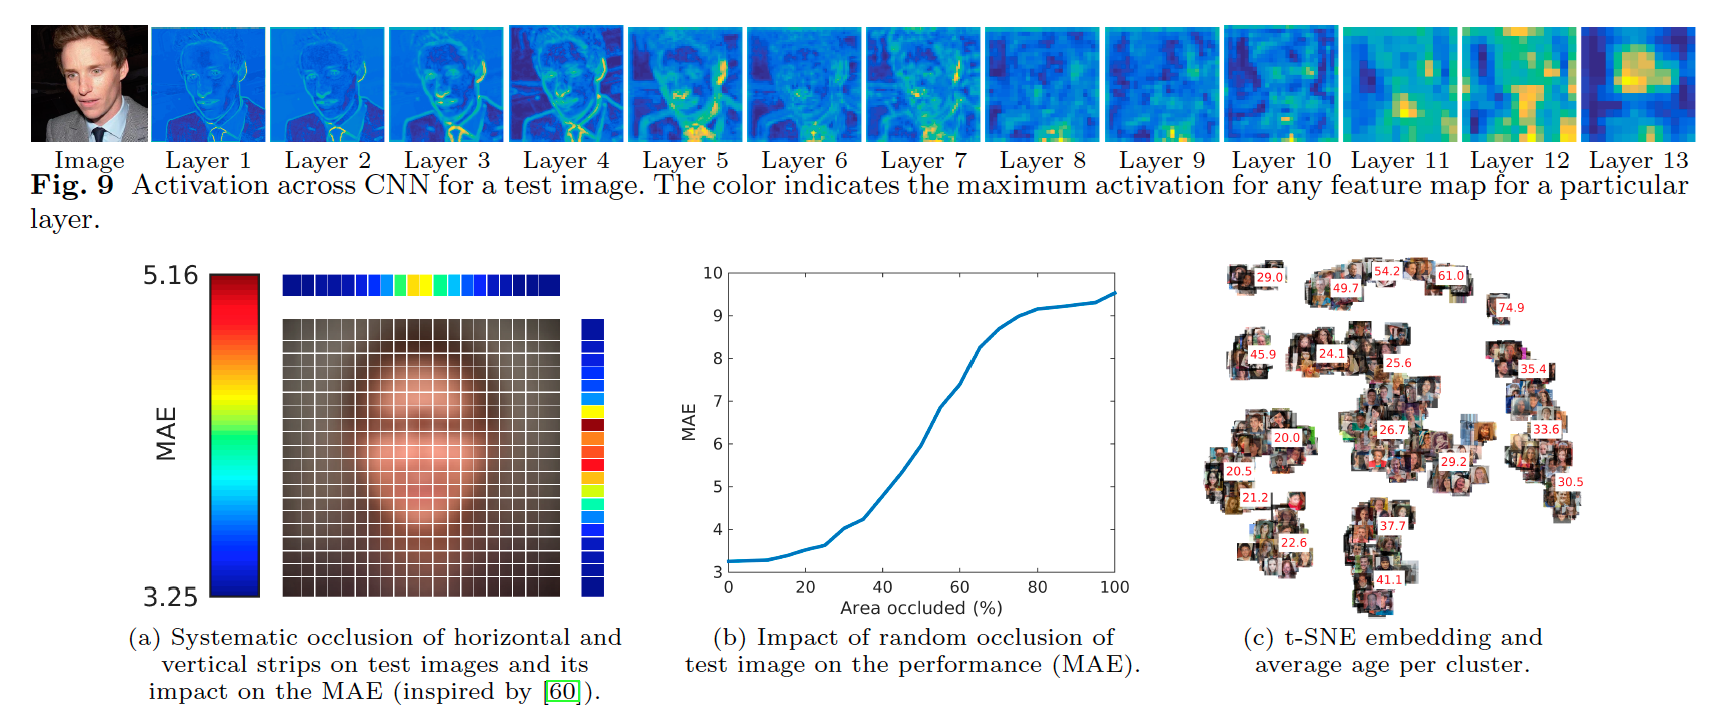 Image Layer 1 Layer 2 Layer 3 Layer 4 Layer 5 Layer 6 Layer 7 Layer 8 Layer 9 Layer 10 Layer 11 Layer 12 Layer 13
Fig. 9 Activation across CNN for a test image. The color indicates the maximum activation for any feature map for a particular
layer.
5.16
MAE
3.25
(a) Systematic occlusion of horizontal and
vertical strips on test images and its
impact on the MAE (inspired by [60]).
10
9
8
7
6
5
4
3
MAE
0 20 40 60 80 100
Area occluded (%)
(b) Impact of random occlusion of
test image on the performance (MAE).
29.0
49.7
54.2
61.0
74.9
45.9
24.1
25.6
35.4
20.0
26.7
33.6
20.5
29.2
30.5
21.2
22.6
37.7
41.1
(c) t-SNE embedding and
average age per cluster.